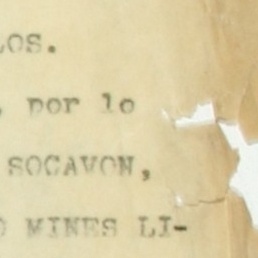 LOS.
, por lo
SOCAVON,
O MINES LI-